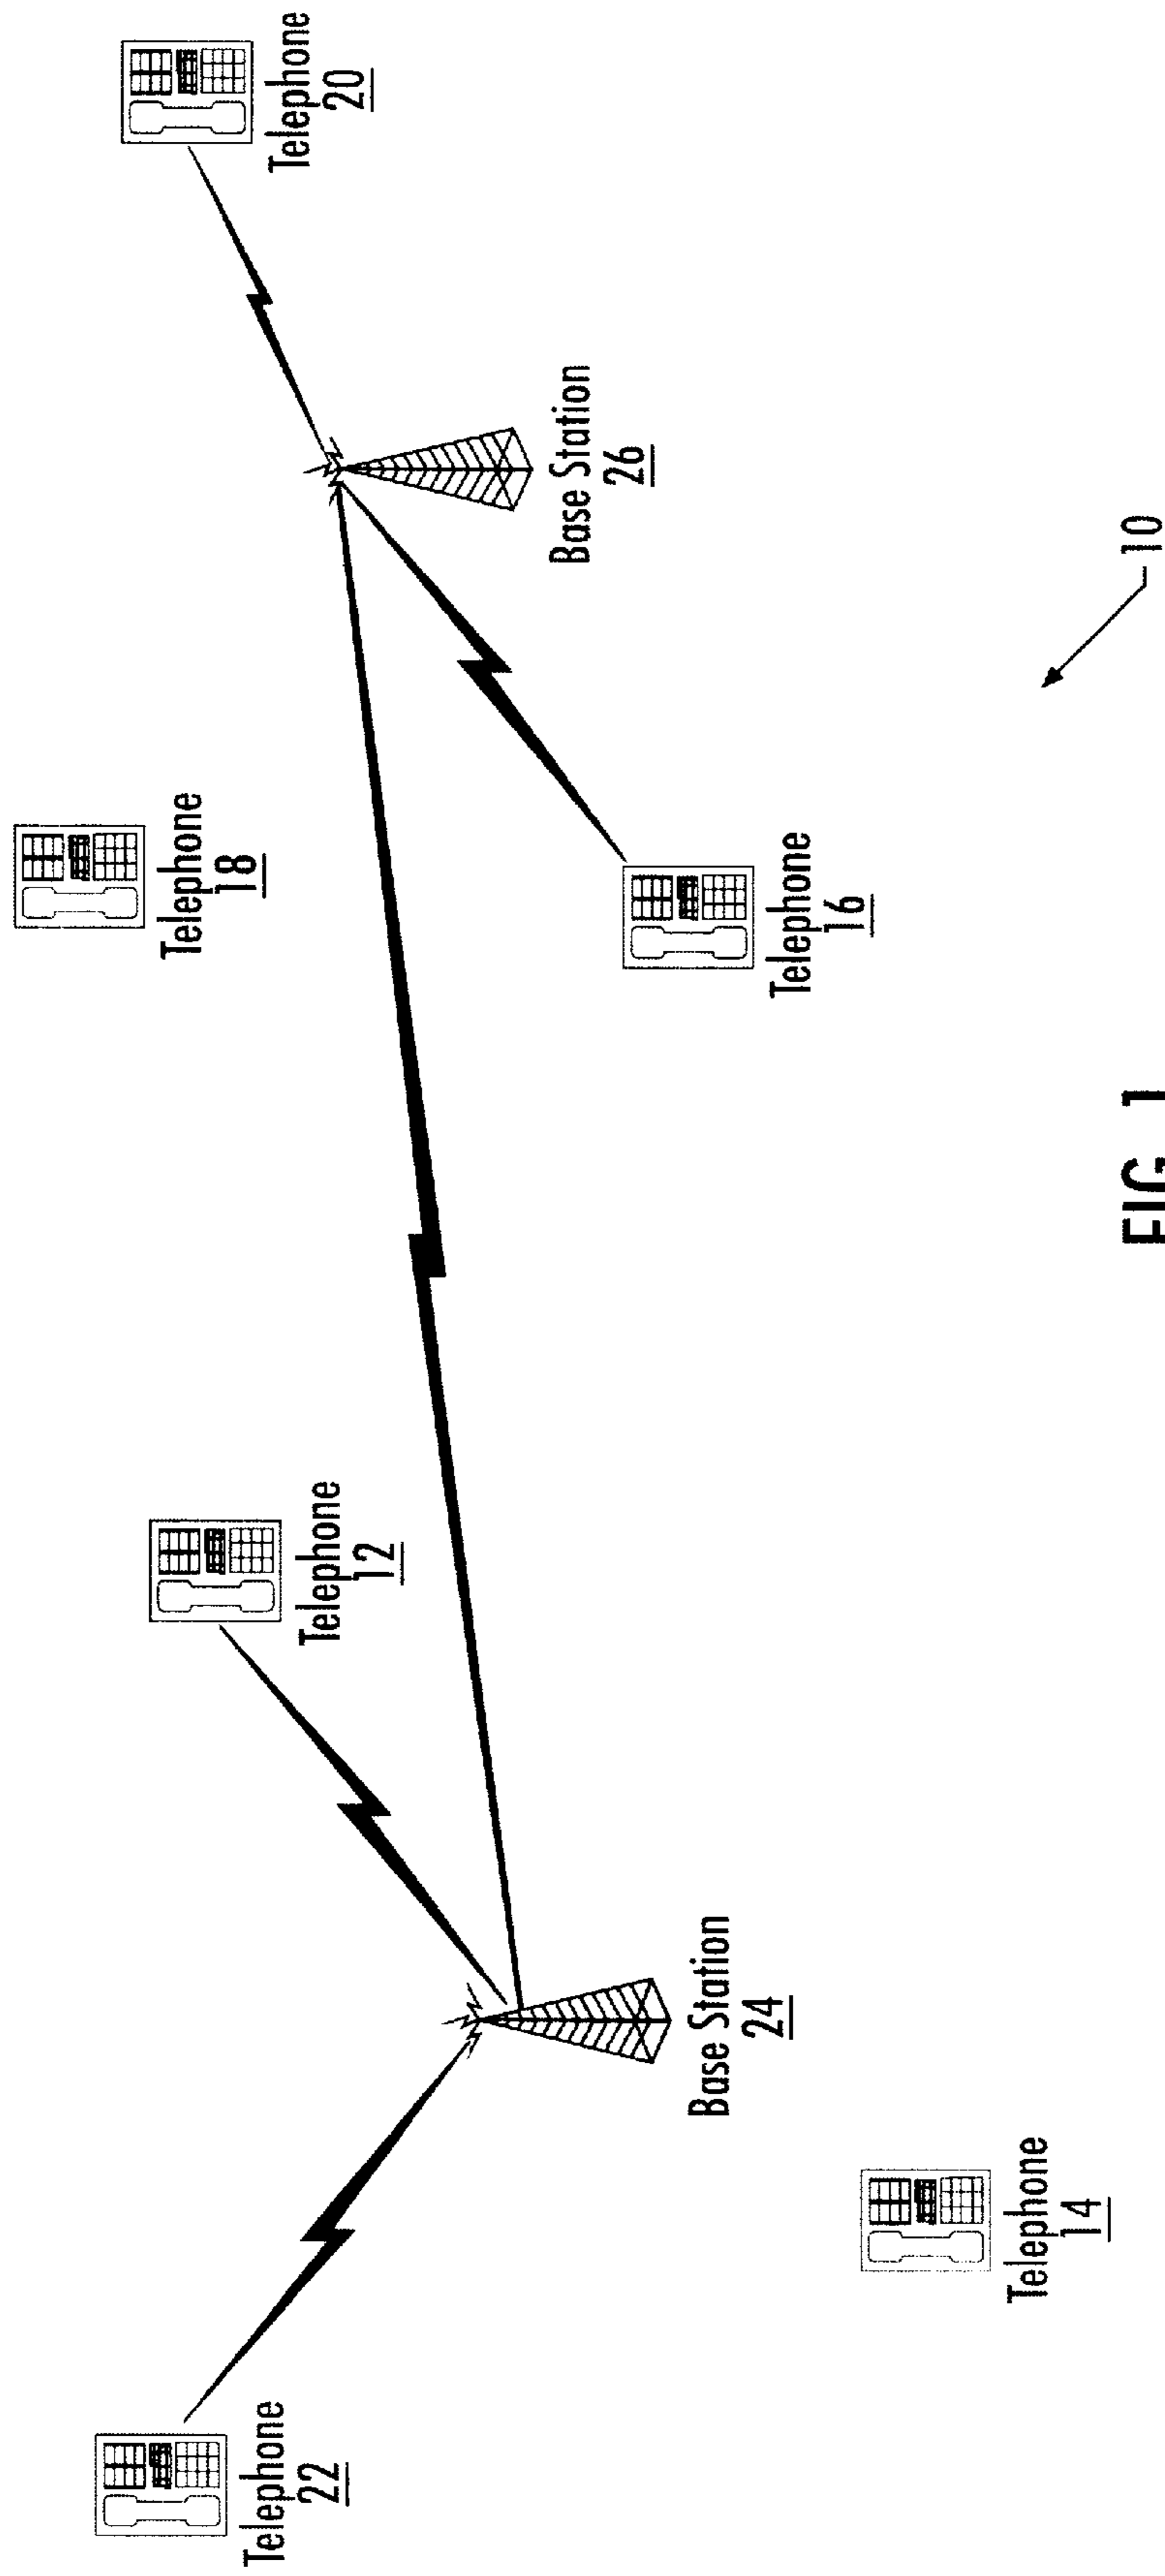 Telephone
18
Telephone
22
Telephone
12
Telephone
20
Base Station
26
Base Station
24
Telephone
16
Telephone
14
10
FIG. 1